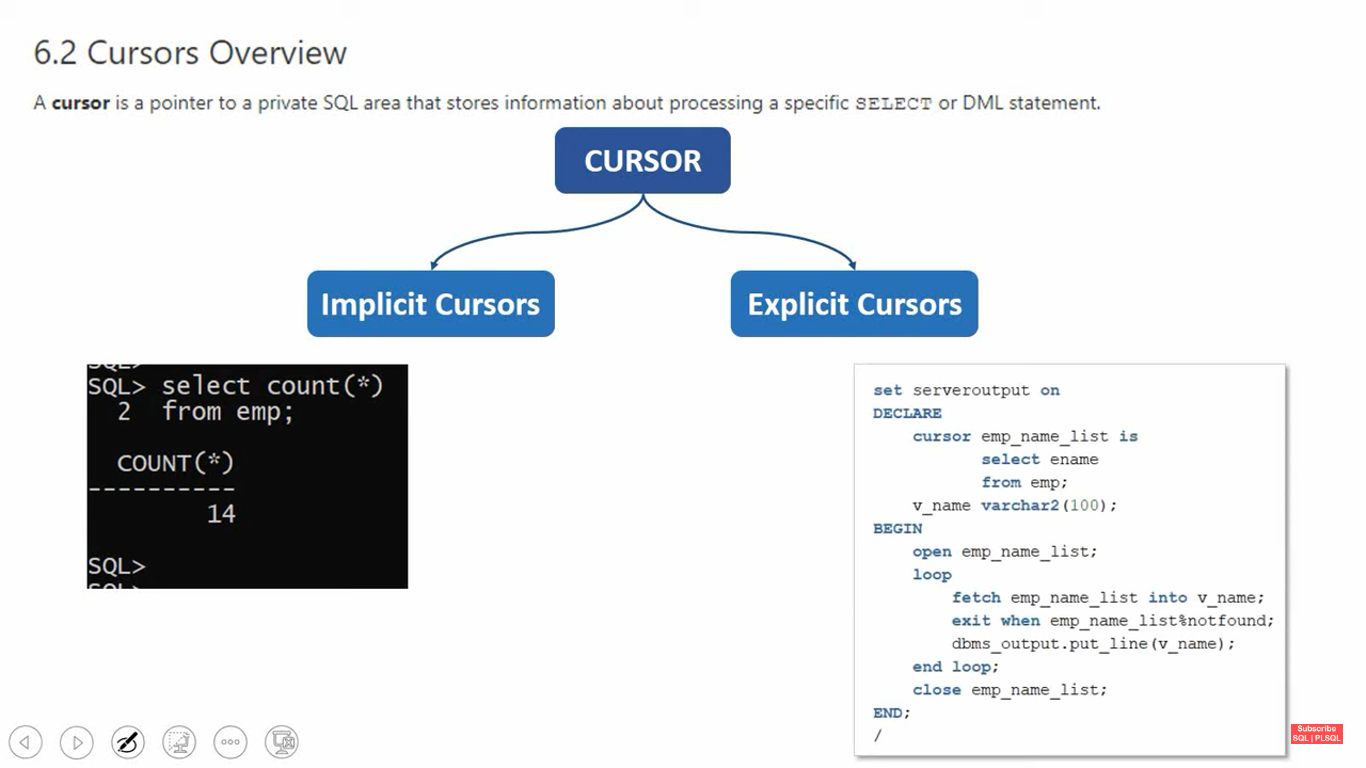 6.2 Cursors Overview
A cursor is a pointer to a private SQL area that stores information about processing a specific SELECT or DML statement.
CURSOR
Implicit Cursors
Explicit Cursors
SQL>
SQL> select count(*)
  2  from emp;
  COUNT(*)
----------
        14
SQL>
SQL>
set serveroutput on
DECLARE
    cursor emp_name_list is
           select ename
           from emp;
    v_name varchar2(100);
BEGIN
    open emp_name_list;
    loop
        fetch emp_name_list into v_name;
        exit when emp_name_list%notfound;
        dbms_output.put_line(v_name);
    end loop;
    close emp_name_list;
END;
/
Subscribe
SQL | PLSQL